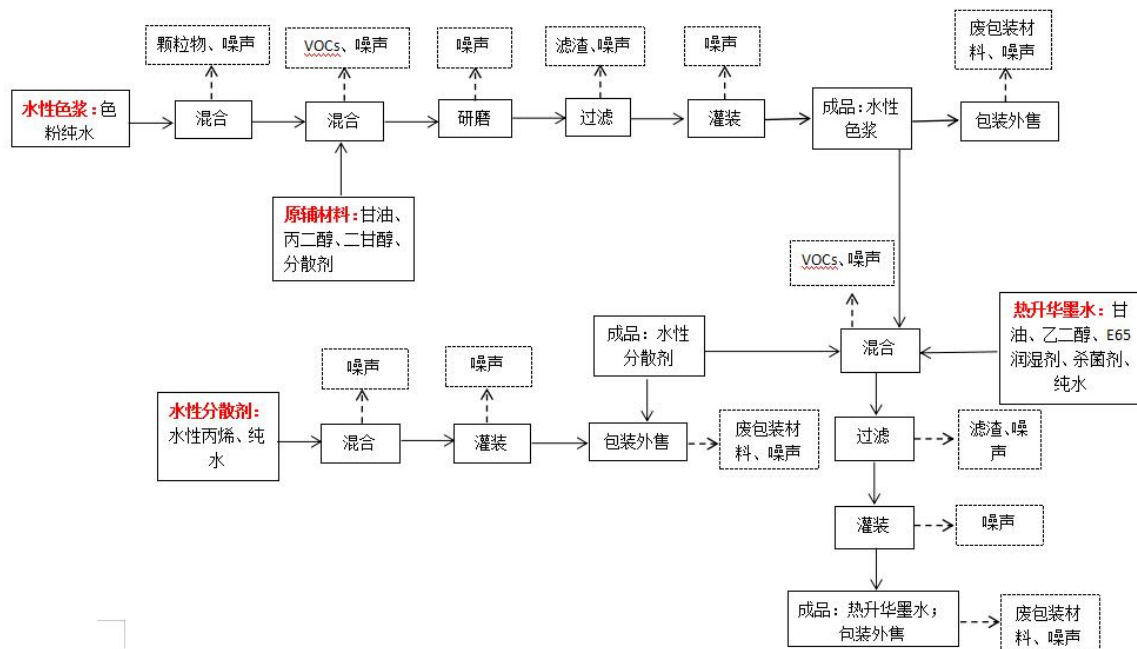 颗粒物、噪声
VOCs、噪声
噪声
滤渣、噪声
噪声
废包装材
料、噪声
水性色浆：色
粉纯水
混合
混合
研磨
过滤
灌装
成品：水性
色浆
包装外售
原辅材料：甘油、
丙二醇、二甘醇、
分散剂
VOCs、噪声
热升华墨水：甘
油、乙二醇、E65
润湿剂、杀菌剂、
纯水
成品：水性
分散剂
混合
噪声
噪声
水性分散剂：
水性丙烯、纯
水
混合
灌装
包装外售
废包装材
料、噪声
过滤
滤渣、噪
声
灌装
噪声
成品：热升华墨水；
包装外售
废包装材
料、噪声